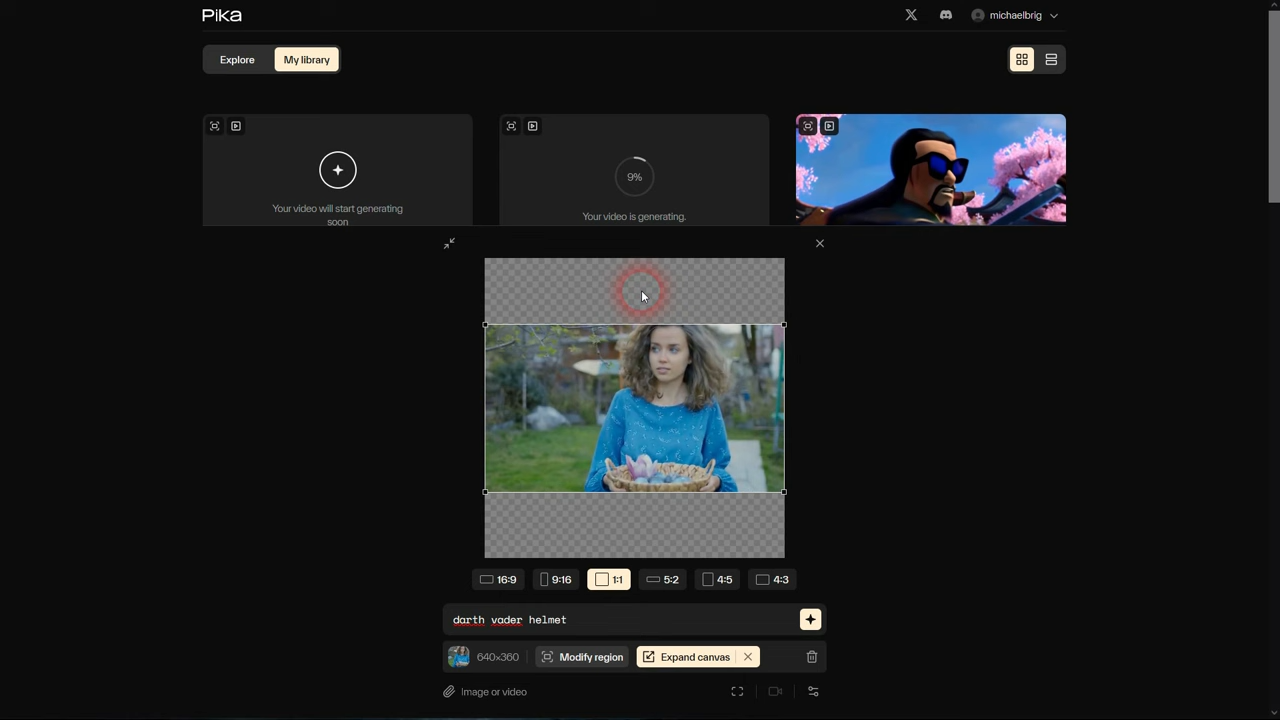 Pika
michaelbrig
Explore
My library
Your video will start generating
soon
9%
Your video is generating.
16:9
9:16
1:1
5:2
4:5
4:3
darth vader helmet
640×360
Modify region
Expand canvas
Image or video